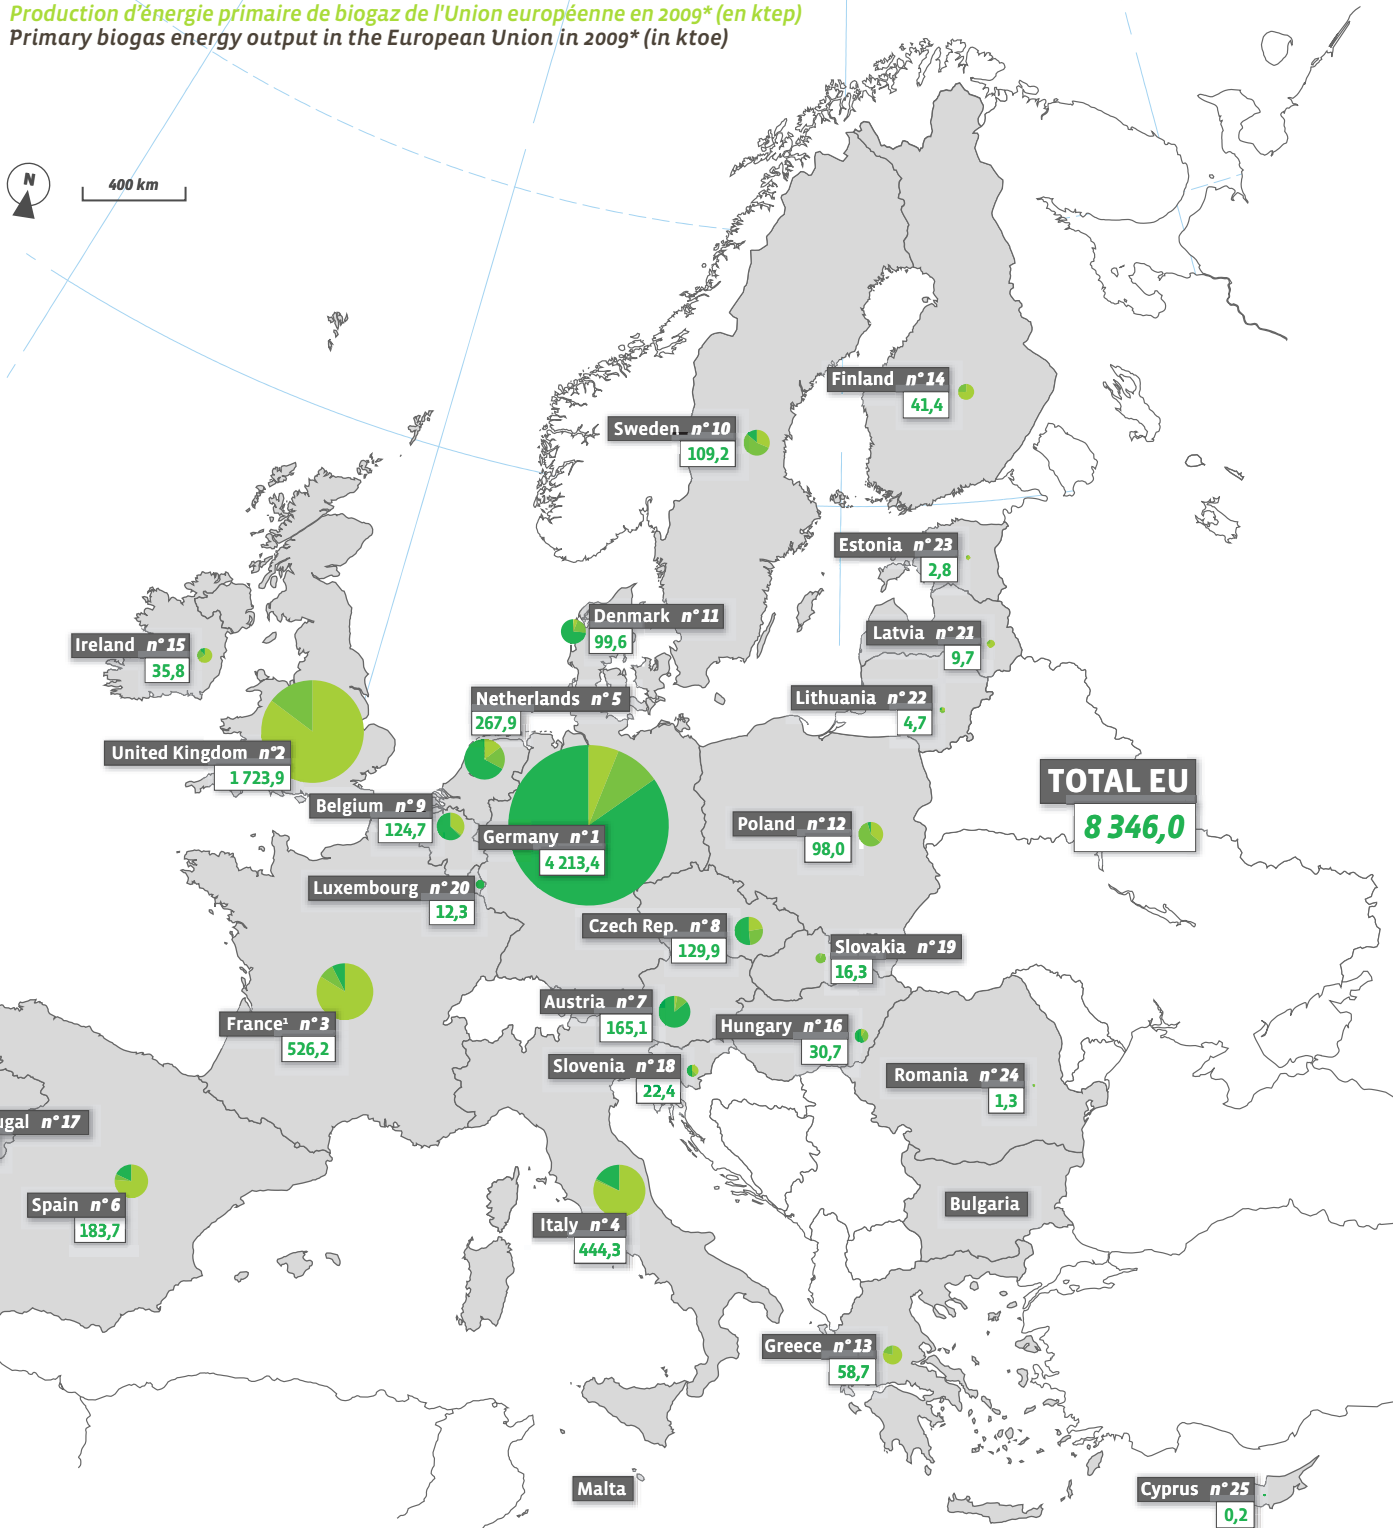 Production d'énergie primaire de biogaz de l'Union européenne en 2009* (en ktep)
Primary biogas energy output in the European Union in 2009* (in ktoe)
N
400 km
Finland n° 14
41,4
Sweden n° 10
109,2
Estonia n° 23
2,8
Denmark n° 11
99,6
Latvia n° 21
9,7
Ireland n° 15
35,8
Netherlands n° 5
267,9
Lithuania n° 22
4,7
United Kingdom n°2
1 723,9
TOTAL EU
8 346,0
Belgium n° 9
124,7
Germany n° 1
4 213,4
Poland n° 12
98,0
Luxembourg n° 20
12,3
Czech Rep. n° 8
129,9
Slovakia n° 19
16,3
Austria n° 7
165,1
France¹ n° 3
526,2
Hungary n° 16
30,7
Slovenia n° 18
22,4
Romania n° 24
1,3
ugal n° 17
Spain n° 6
183,7
Italy n° 4
444,3
Bulgaria
Greece n° 13
58,7
Malta
Cyprus n° 25
0,2